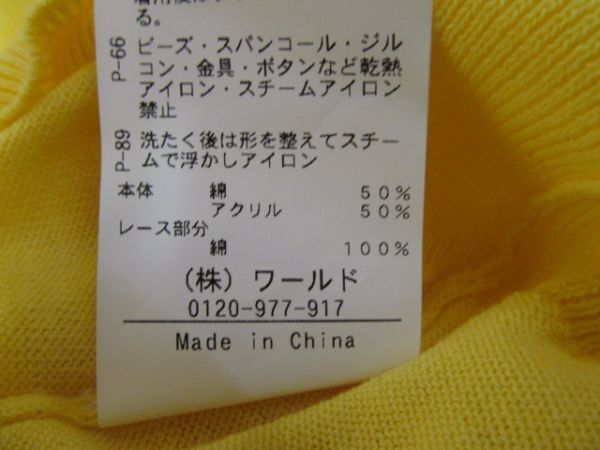 る。
P-66 ビーズ・スパンコール・ジル
コン・金具・ボタンなど乾熱
アイロン・スチームアイロン
禁止
P-89 洗たく後は形を整えてスチー
ムで浮かしアイロン
本体 綿 50%
アクリル 50%
レース部分
綿 100%
(株) ワールド
0120-977-917
Made in China